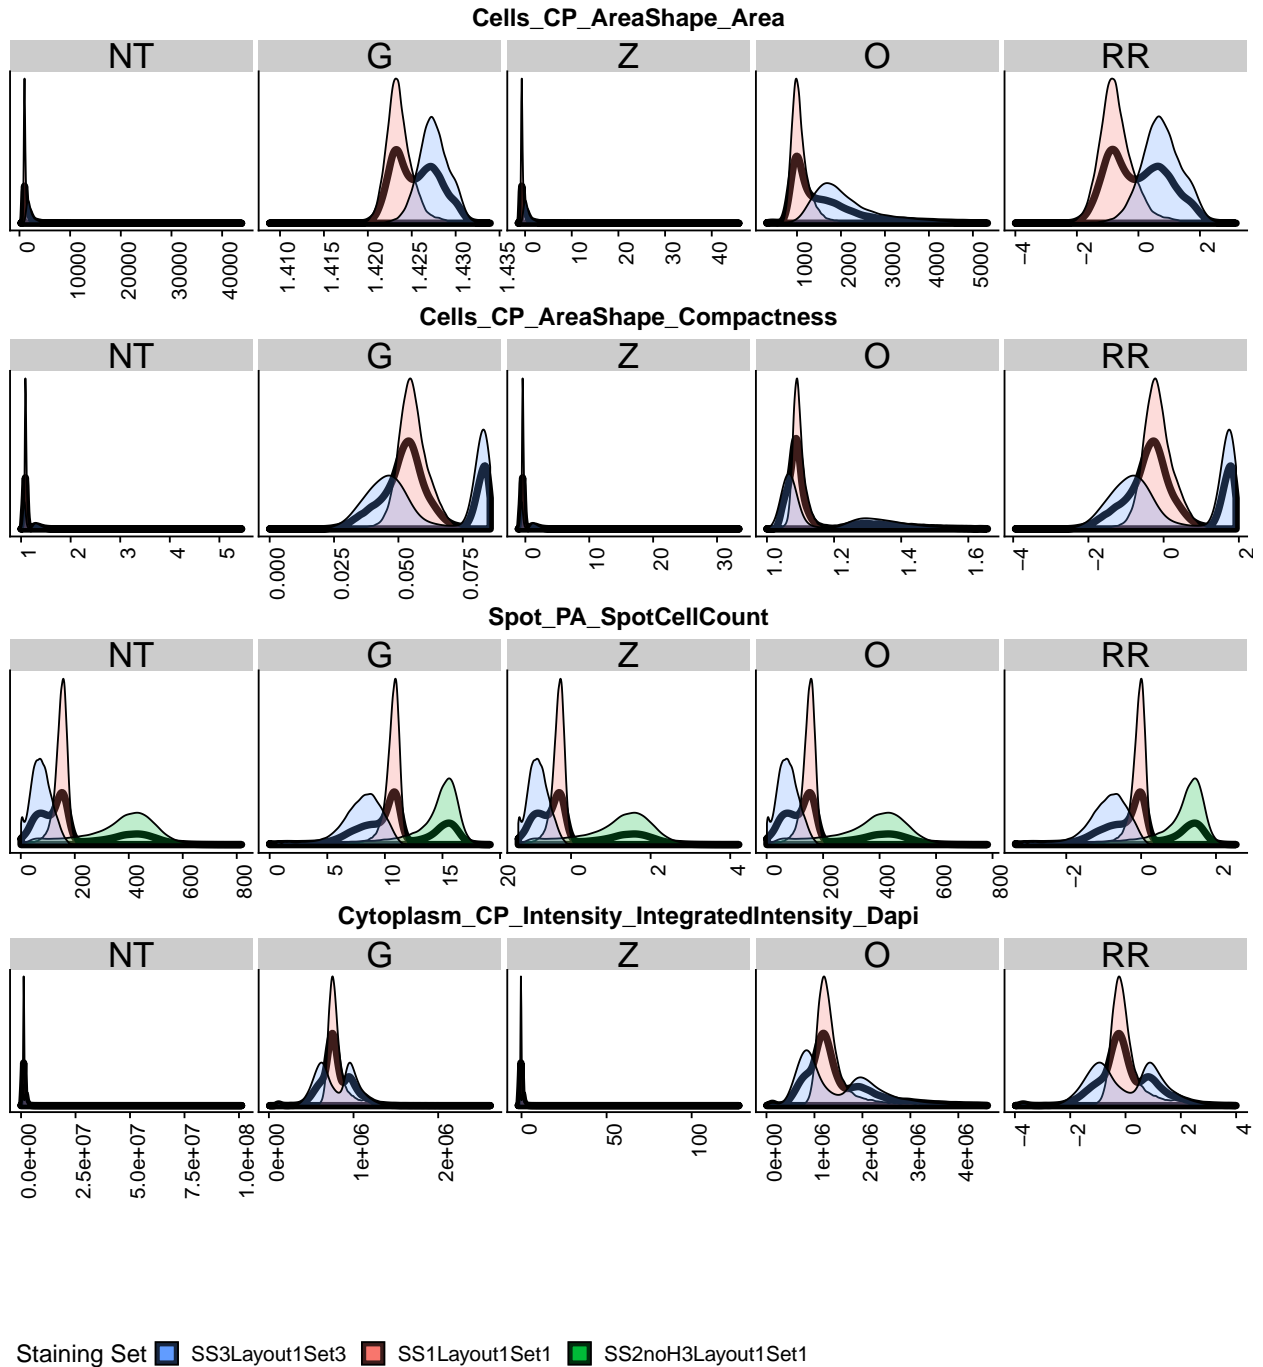 Cells_CP_AreaShape_Area
NT G Z O RR
0 10000 20000 30000 40000 1.410 1.415 1.420 1.425 1.430 1.435 0 10 20 30 40 1000 2000 3000 4000 5000 −4 −2 0 2
Cells_CP_AreaShape_Compactness
NT G Z O RR
1 2 3 4 5 0.000 0.025 0.050 0.075 0 10 20 30 1.0 1.2 1.4 1.6 −4 −2 0 2
Spot_PA_SpotCellCount
NT G Z O RR
0 200 400 600 800 0 5 10 15 20 0 2 4 0 200 400 600 800 −2 0 2
Cytoplasm_CP_Intensity_IntegratedIntensity_Dapi
NT G Z O RR
0.0e+00 2.5e+07 5.0e+07 7.5e+07 1.0e+08 0e+00 1e+06 2e+06 0 50 100 0e+00 1e+06 2e+06 3e+06 4e+06 −4 −2 0 2 4
Staining Set SS3Layout1Set3 SS1Layout1Set1 SS2noH3Layout1Set1